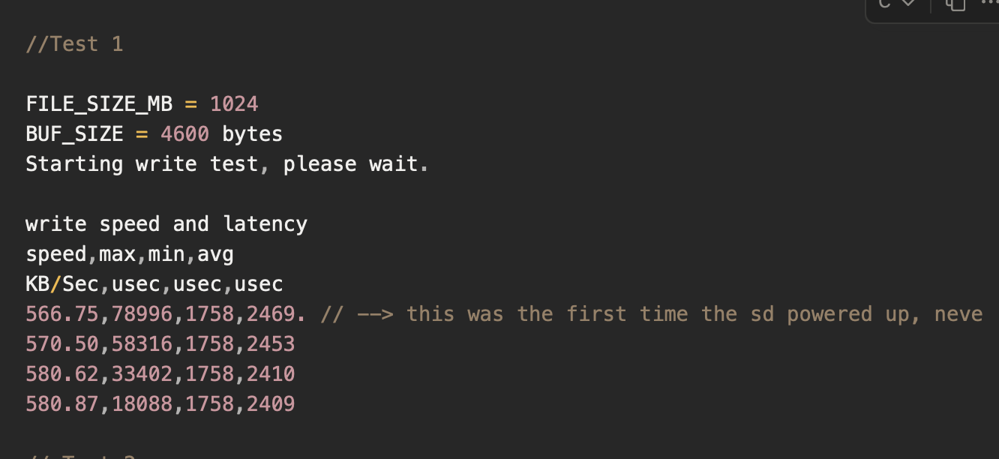 C
//Test 1
FILE_SIZE_MB = 1024
BUF_SIZE = 4600 bytes
Starting write test, please wait.
write speed and latency
speed,max,min,avg
KB/Sec,usec,usec,usec
566.75,78996,1758,2469. // --> this was the first time the sd powered up, neve
570.50,58316,1758,2453
580.62,33402,1758,2410
580.87,18088,1758,2409